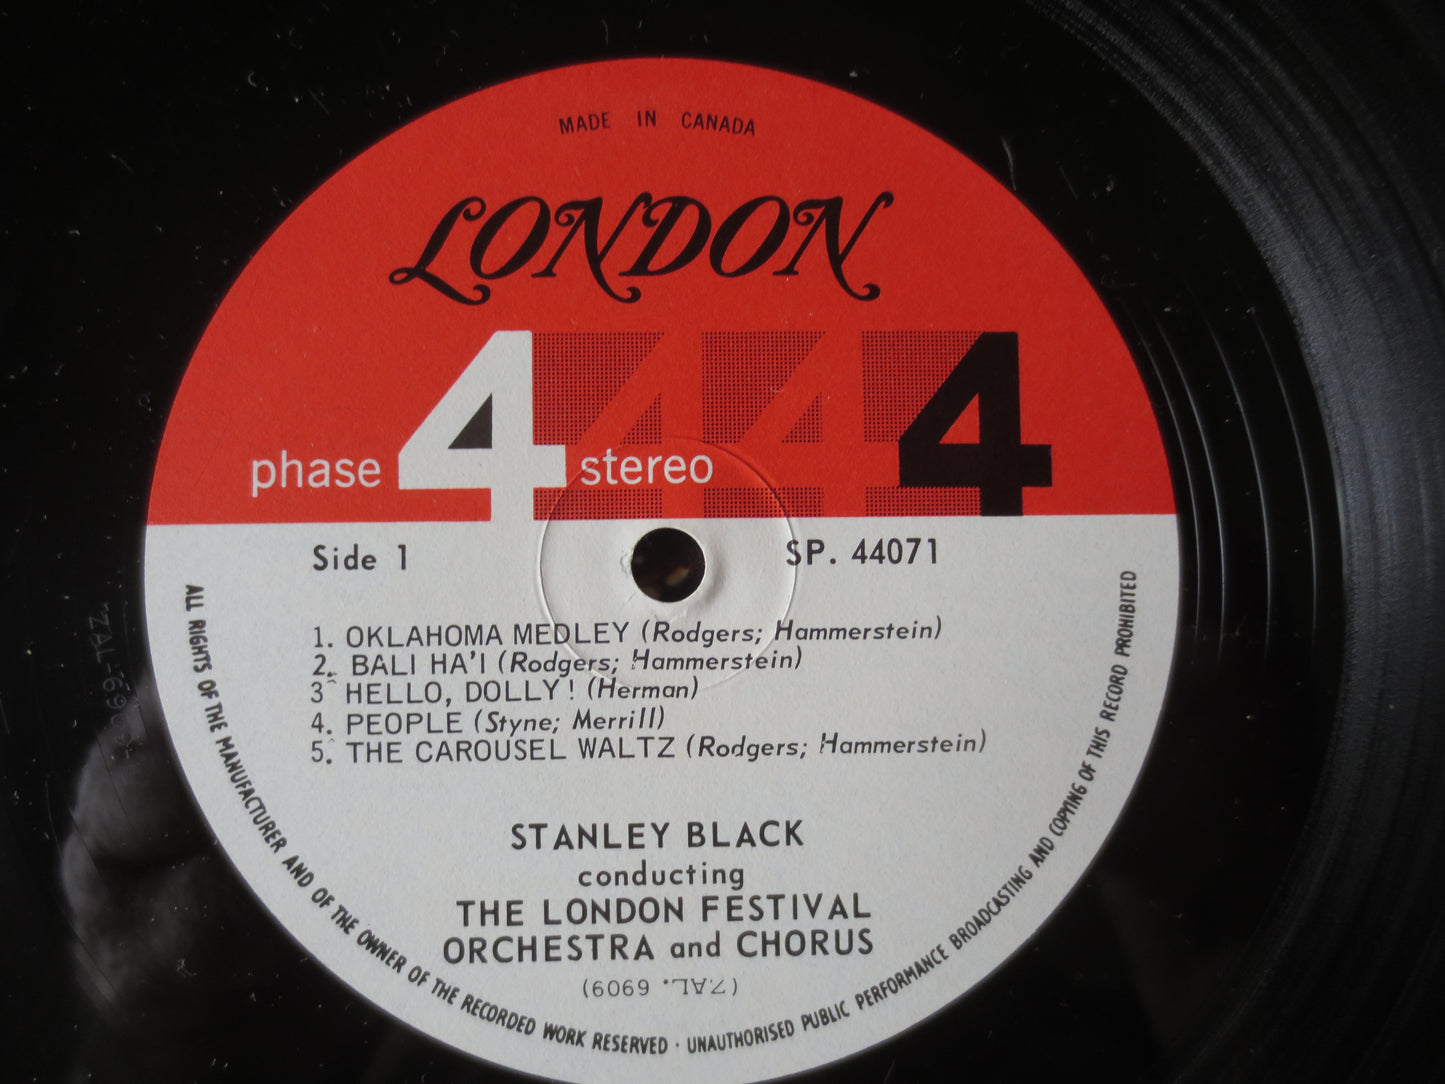 MADE IN CANADA
LONDON
phase 4 stereo 4 4 4
Side 1 SP. 44071
1. OKLAHOMA MEDLEY (Rodgers; Hammerstein)
2. BALI HA'I (Rodgers; Hammerstein)
3 HELLO, DOLLY! (Herman)
4. PEOPLE (Styne; Merrill)
5. THE CAROUSEL WALTZ (Rodgers; Hammerstein)
STANLEY BLACK
conducting
THE LONDON FESTIVAL
ORCHESTRA and CHORUS
(ZAL. 6909)
ALL RIGHTS OF THE MANUFACTURER AND OF THE OWNER OF THE RECORDED WORK RESERVED · UNAUTHORISED PUBLIC PERFORMANCE BROADCASTING AND COPYING OF THIS RECORD PROHIBITED